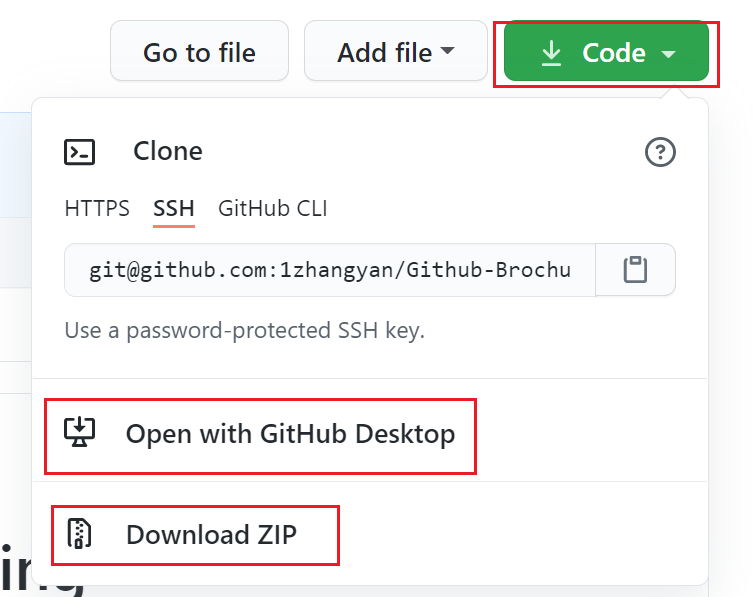 Go to file
Add file
Code
Clone
HTTPS SSH GitHub CLI
git@github.com:1zhangyan/Github-Brochu
Use a password-protected SSH key.
Open with GitHub Desktop
Download ZIP
ing